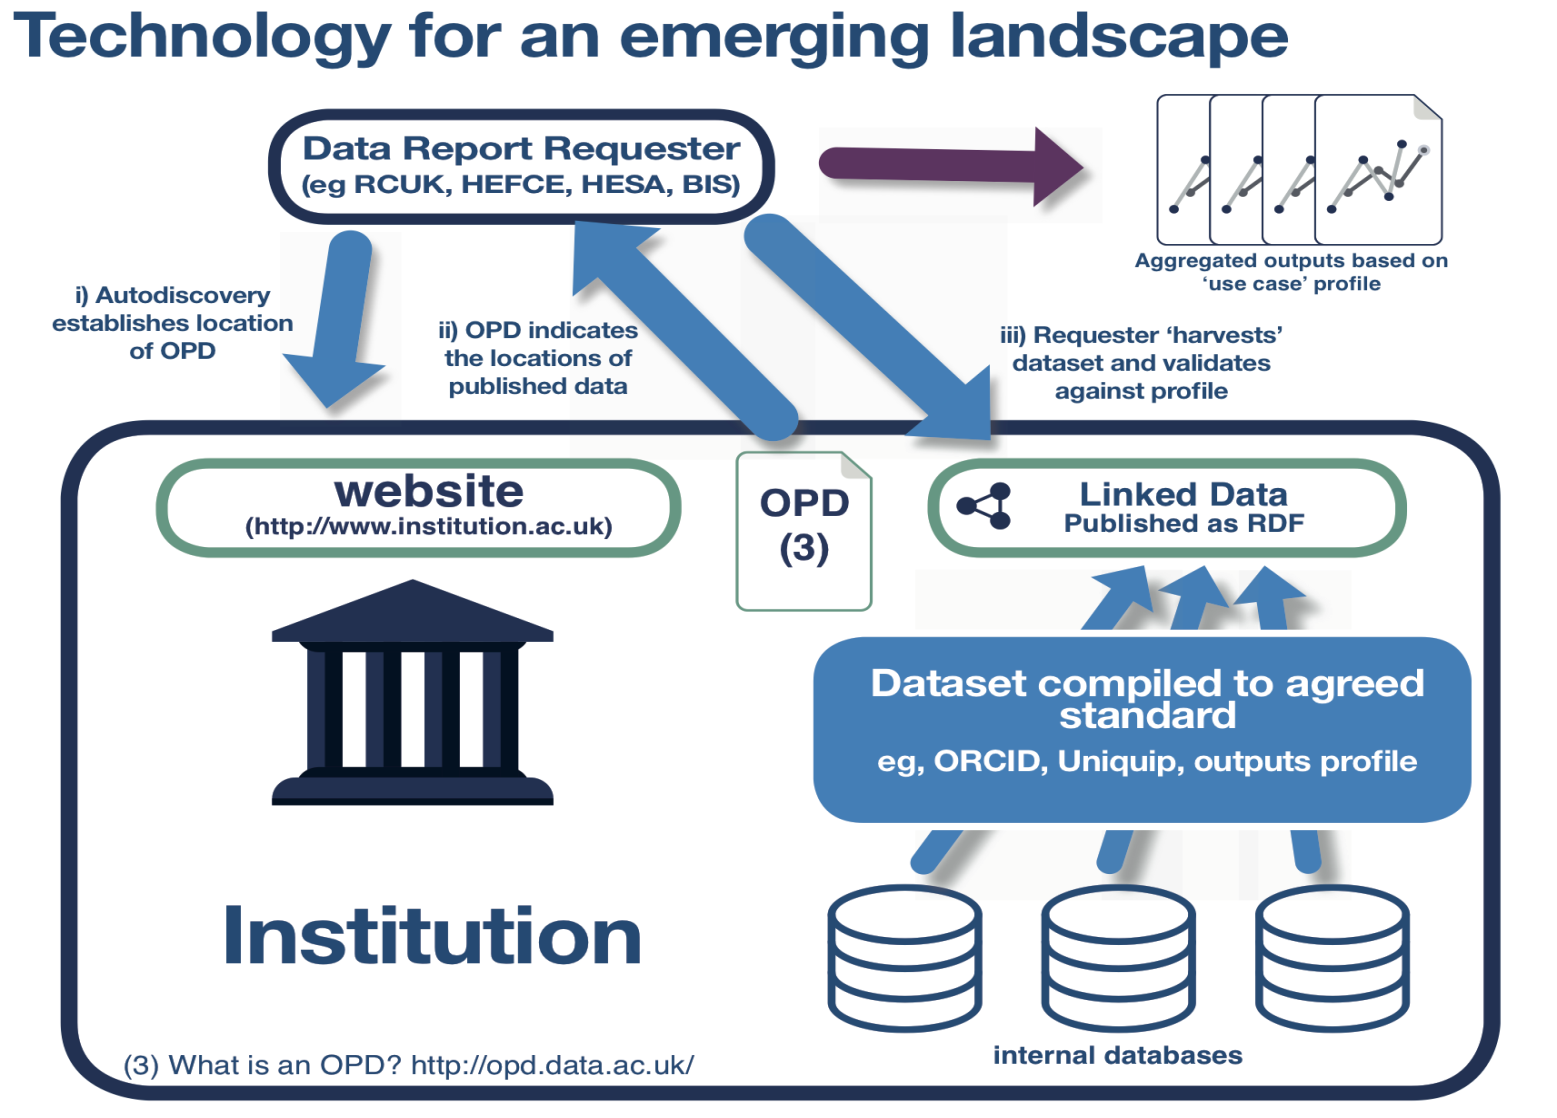 Technology for an emerging landscape
Data Report Requester
(eg RCUK, HEFCE, HESA, BIS)
Aggregated outputs based on
‘use case’ profile
i) Autodiscovery
establishes location
of OPD
ii) OPD indicates
the locations of
published data
iii) Requester ‘harvests’
dataset and validates
against profile
website
(http://www.institution.ac.uk)
OPD
(3)
Linked Data
Published as RDF
Dataset compiled to agreed
standard
eg, ORCID, Uniquip, outputs profile
Institution
internal databases
(3) What is an OPD? http://opd.data.ac.uk/